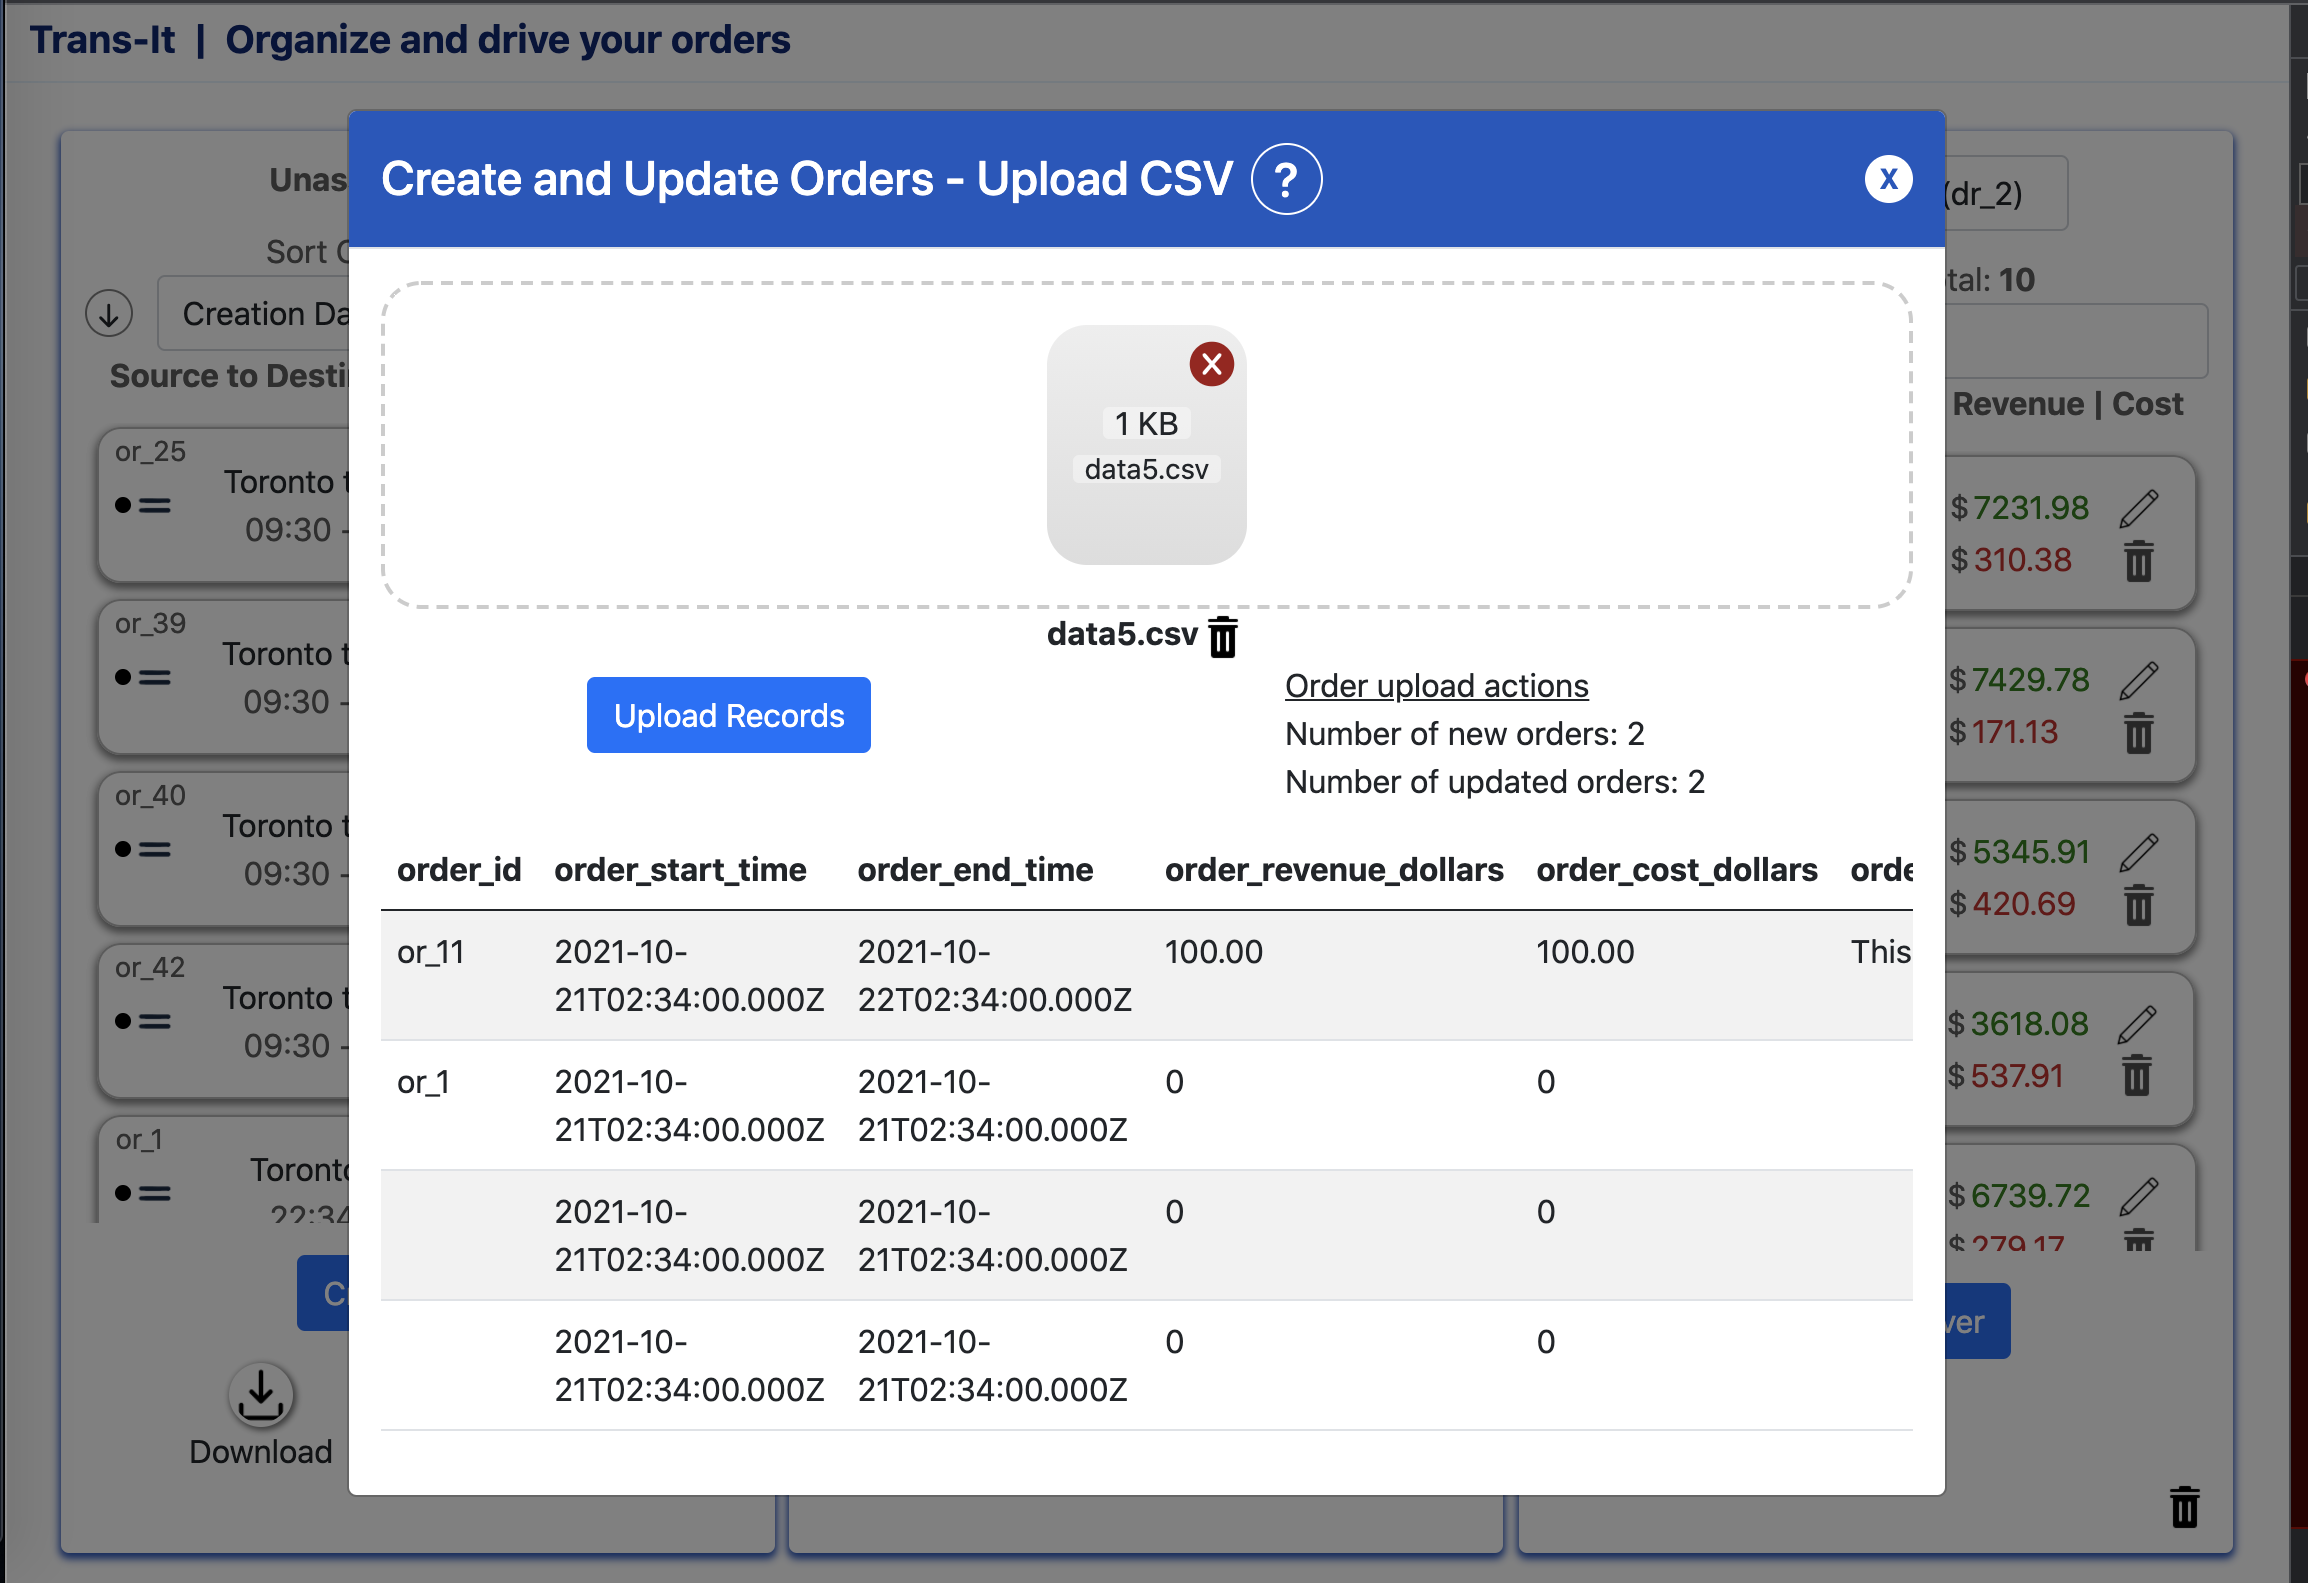 Trans-It | Organize and drive your orders
Create and Update Orders - Upload CSV ?
X
Unas
Sort
Creation Da
Source to Desti
or_25
Toronto t
09:30 -
or_39
Toronto t
09:30 -
or_40
Toronto t
09:30 -
or_42
Toronto t
09:30 -
or_1
Toronto
22:34
Download
1 KB
data5.csv
data5.csv
Upload Records
Order upload actions
Number of new orders: 2
Number of updated orders: 2
order_id order_start_time order_end_time order_revenue_dollars order_cost_dollars orde
or_11 2021-10- 2021-10- 100.00 100.00 This
21T02:34:00.000Z 22T02:34:00.000Z
or_1 2021-10- 2021-10- 0 0
21T02:34:00.000Z 21T02:34:00.000Z
2021-10- 2021-10- 0 0
21T02:34:00.000Z 21T02:34:00.000Z
2021-10- 2021-10- 0 0
21T02:34:00.000Z 21T02:34:00.000Z
(dr_2)
tal: 10
Revenue | Cost
$ 7231.98
$ 310.38
$ 7429.78
$ 171.13
$ 5345.91
$ 420.69
$ 3618.08
$ 537.91
$ 6739.72
$ 279.17
ver